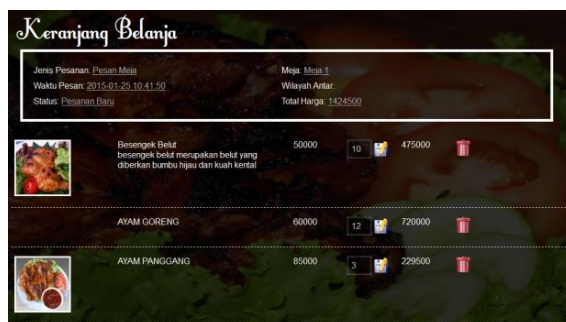 Keranjang Belanja
Jenis Pesanan: Pesan Meja
Meja: Meja 1
Waktu Pesan: 2015-01-25 10:41:50
Wilayah Antar:
Status: Pesanan Baru
Total Harga: 1424500
Besengek Belut 50000 10 475000
besengek belut merupakan belut yang
diberkan bumbu hijau dan kuah kental
AYAM GORENG 60000 12 720000
AYAM PANGGANG 85000 3 229500